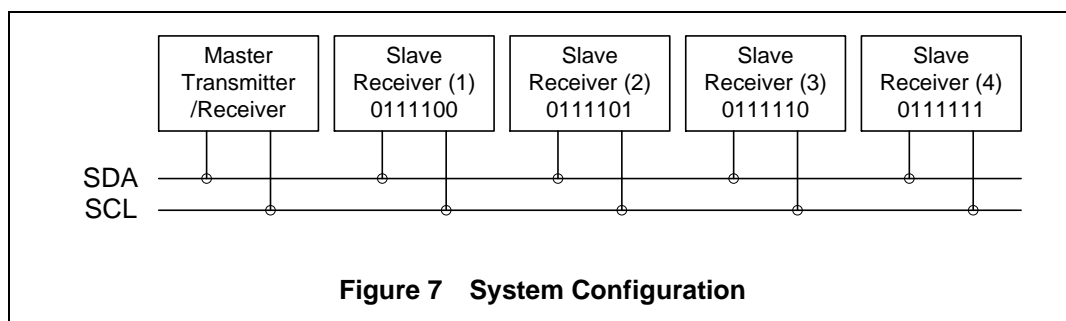 Master
Transmitter
/Receiver
Slave
Receiver (1)
0111100
Slave
Receiver (2)
0111101
Slave
Receiver (3)
0111110
Slave
Receiver (4)
0111111
SDA
SCL
Figure 7 System Configuration